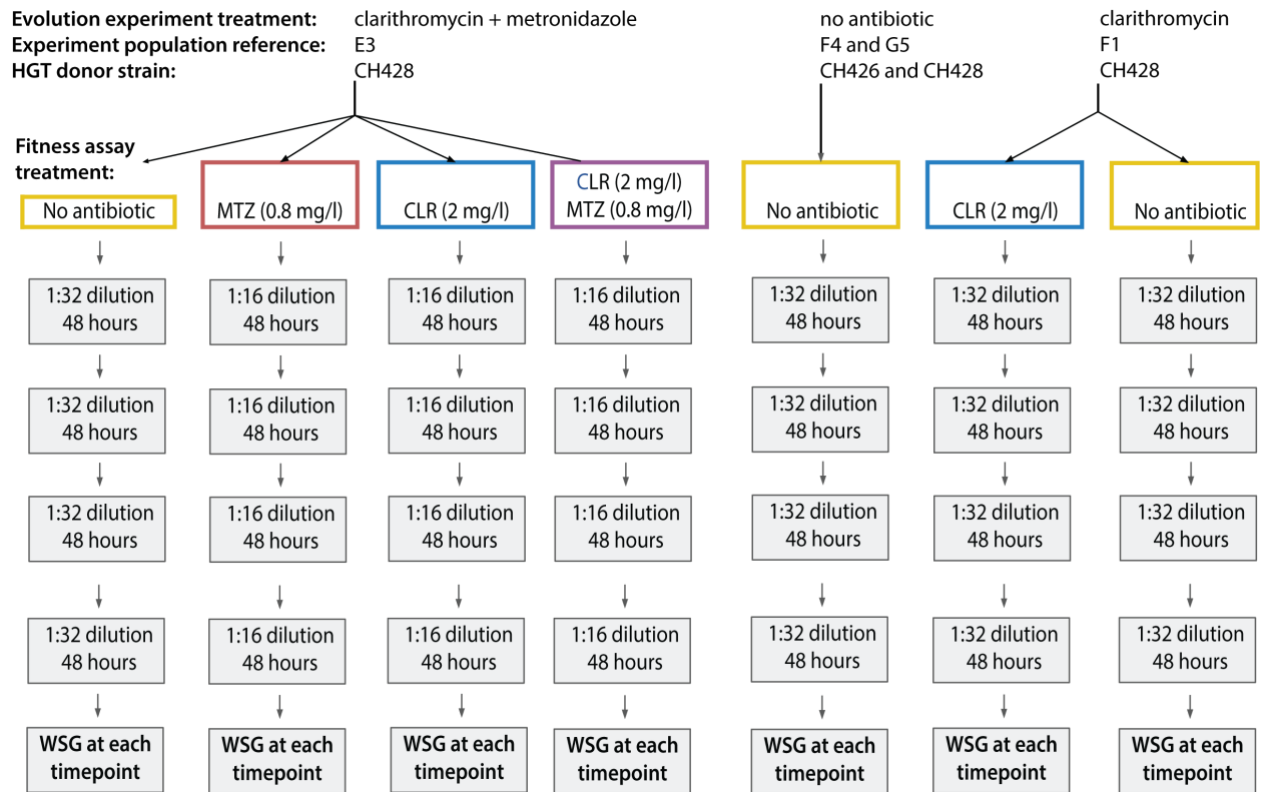 Evolution experiment treatment: clarithromycin + metronidazole no antibiotic clarithromycin
Experiment population reference: E3 F4 and G5 F1
HGT donor strain: CH428 CH426 and CH428 CH428
Fitness assay
treatment:
No antibiotic
MTZ (0.8 mg/l)
CLR (2 mg/l)
CLR (2 mg/l)
MTZ (0.8 mg/l)
No antibiotic
CLR (2 mg/l)
No antibiotic
1:32 dilution 1:16 dilution 1:16 dilution 1:16 dilution 1:32 dilution 1:32 dilution 1:32 dilution
48 hours 48 hours 48 hours 48 hours 48 hours 48 hours 48 hours
1:32 dilution 1:16 dilution 1:16 dilution 1:16 dilution 1:32 dilution 1:32 dilution 1:32 dilution
48 hours 48 hours 48 hours 48 hours 48 hours 48 hours 48 hours
1:32 dilution 1:16 dilution 1:16 dilution 1:16 dilution 1:32 dilution 1:32 dilution 1:32 dilution
48 hours 48 hours 48 hours 48 hours 48 hours 48 hours 48 hours
1:32 dilution 1:16 dilution 1:16 dilution 1:16 dilution 1:32 dilution 1:32 dilution 1:32 dilution
48 hours 48 hours 48 hours 48 hours 48 hours 48 hours 48 hours
WSG at each WSG at each WSG at each WSG at each WSG at each WSG at each WSG at each
timepoint timepoint timepoint timepoint timepoint timepoint timepoint